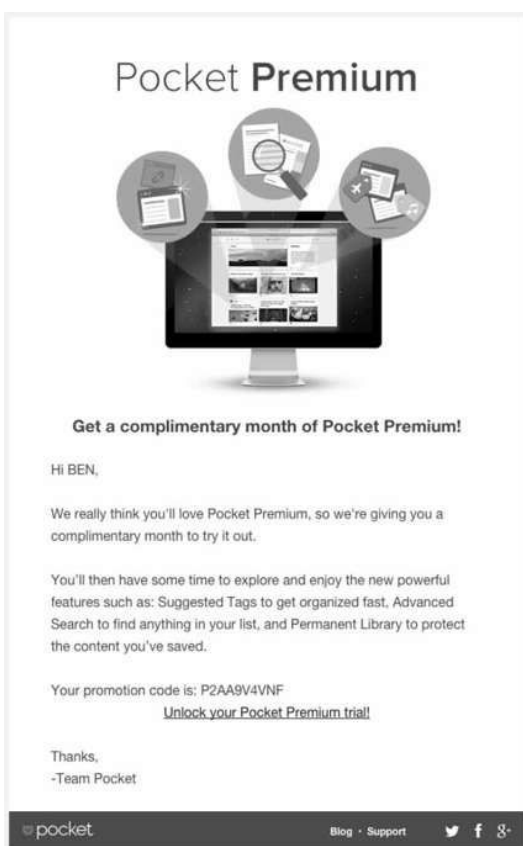 Pocket Premium
Get a complimentary month of Pocket Premium!
Hi BEN,
We really think you'll love Pocket Premium, so we're giving you a
complimentary month to try it out.
You'll then have some time to explore and enjoy the new powerful
features such as: Suggested Tags to get organized fast, Advanced
Search to find anything in your list, and Permanent Library to protect
the content you've saved.
Your promotion code is: P2AA9V4VNF
Unlock your Pocket Premium trial!
Thanks,
-Team Pocket
pocket Blog · Support